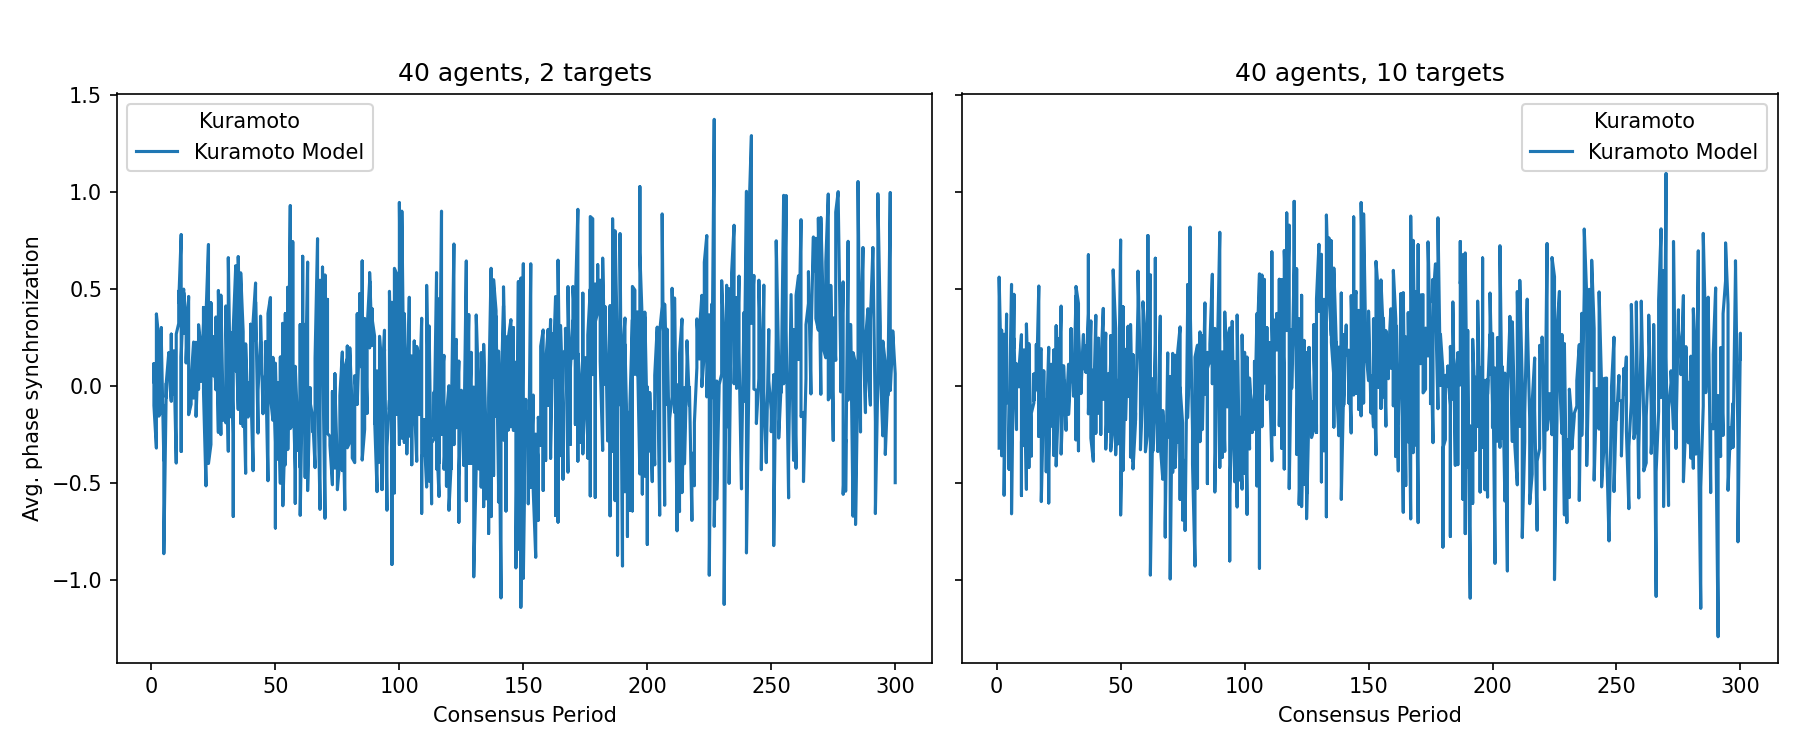 40 agents, 2 targets
40 agents, 10 targets
Kuramoto
Kuramoto Model
Kuramoto
Kuramoto Model
Avg. phase synchronization
1.5
1.0
0.5
0.0
−0.5
−1.0
0 50 100 150 200 250 300
0 50 100 150 200 250 300
Consensus Period
Consensus Period